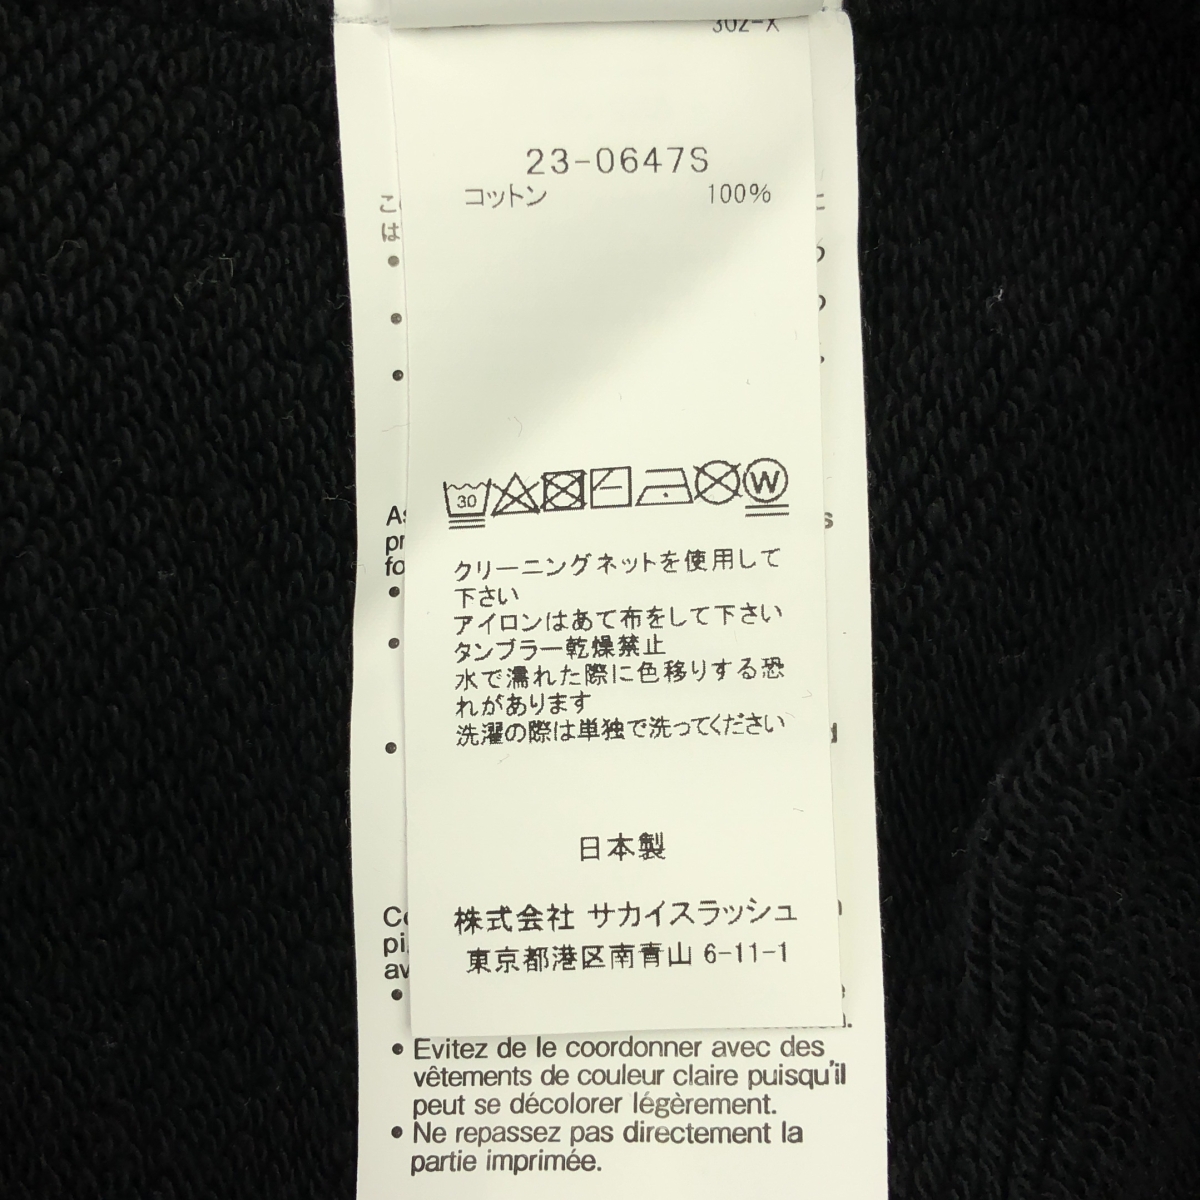 302-X
23-0647S
コットン 100%
30
W
クリーニングネットを使用して
下さい
アイロンはあて布をして下さい
タンブラー乾燥禁止
水で濡れた際に色移りする恐
れがあります
洗濯の際は単独で洗ってください
日本製
株式会社 サカイスラッシュ
東京都港区南青山 6-11-1
• Evitez de le coordonner avec des
vêtements de couleur claire puisqu'il
peut se décolorer légèrement.
• Ne repassez pas directement la
partie imprimée.